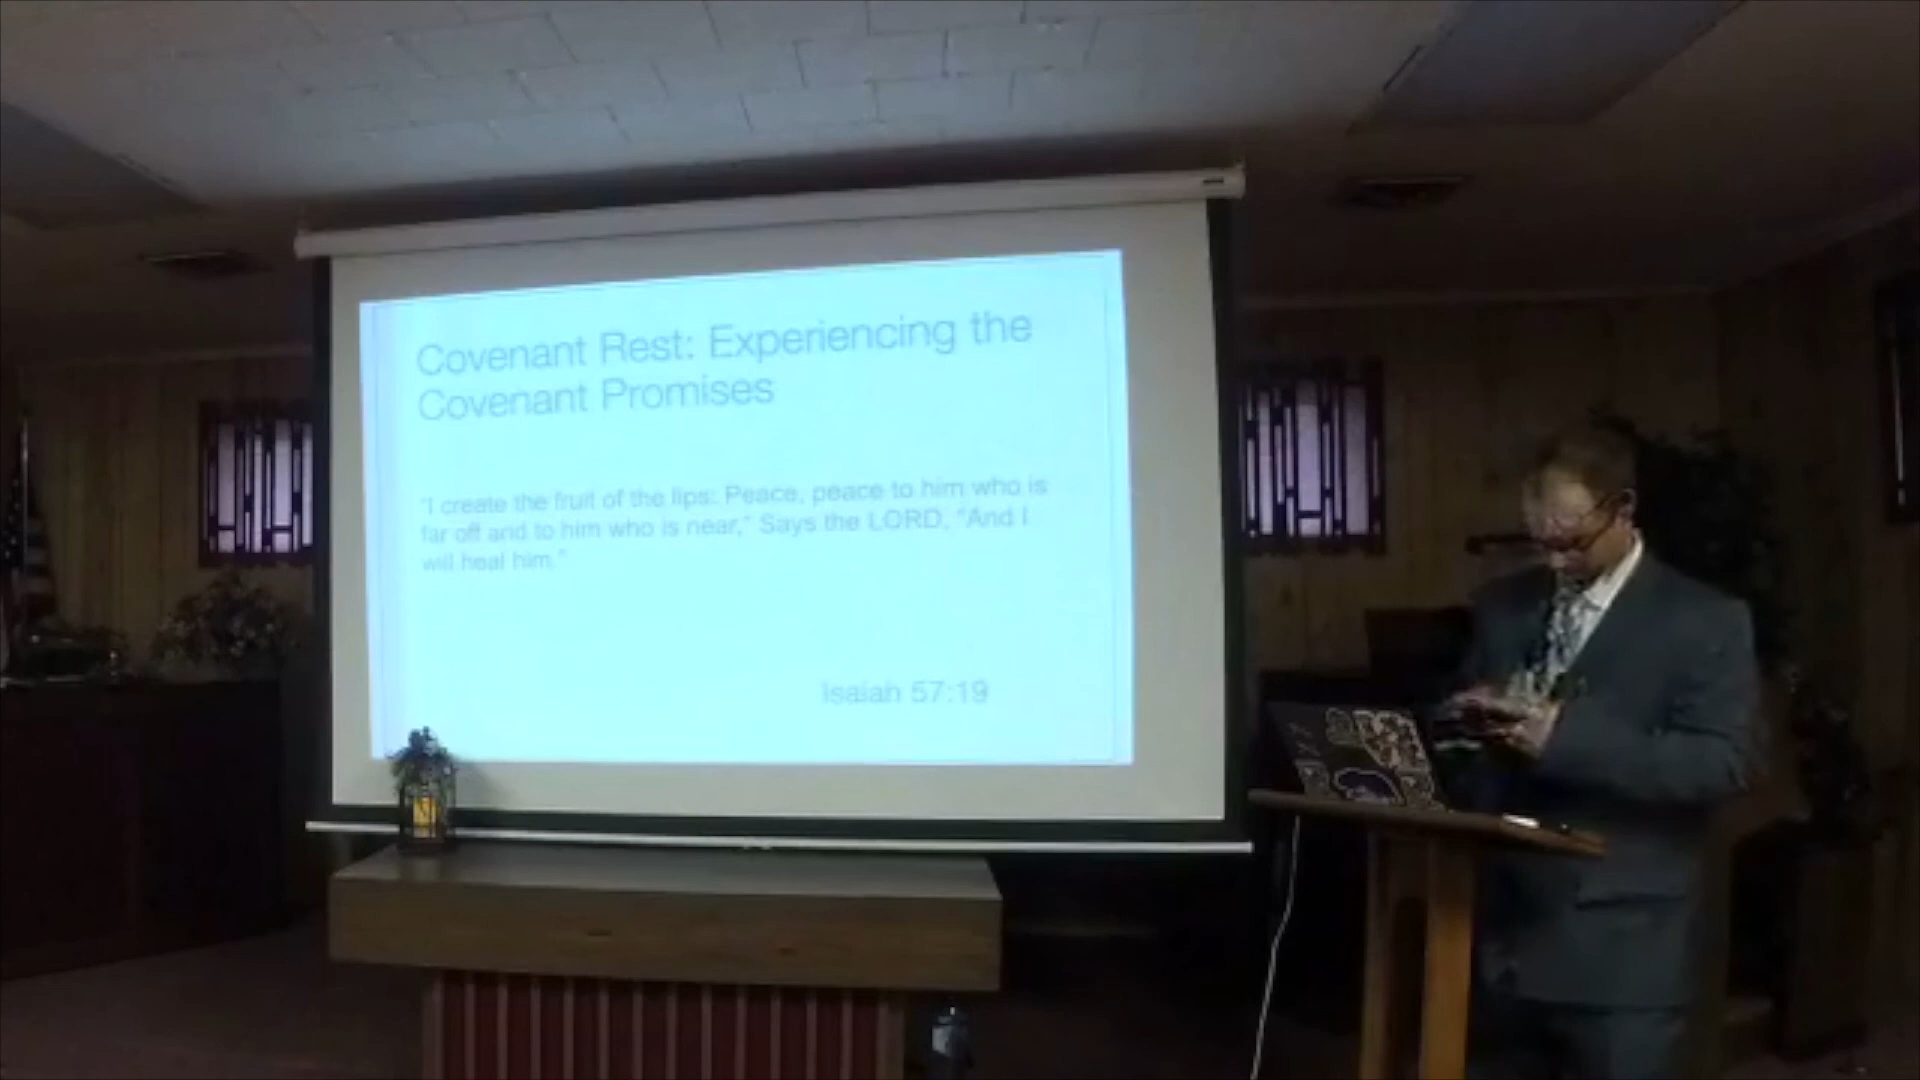 Covenant Rest: Experiencing the
Covenant Promises
"I create the fruit of the lips: Peace, peace to him who is
far off and to him who is near," Says the LORD, "And I
will heal him."
Isaiah 57:19